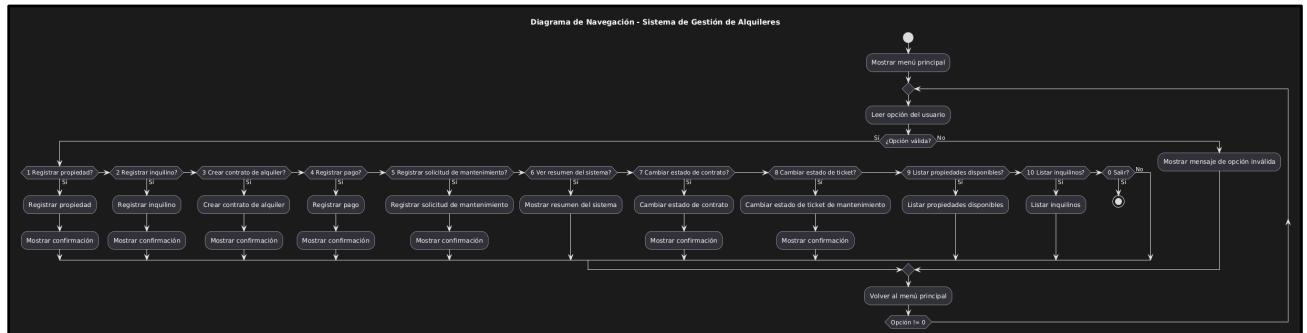 Diagrama de Navegación - Sistema de Gestión de Alquileres
Mostrar menú principal
Leer opción del usuario
Sí
¿Opción válida?
No
Mostrar mensaje de opción inválida
1 Registrar propiedad?
2 Registrar inquilino?
3 Crear contrato de alquiler?
4 Registrar pago?
5 Registrar solicitud de mantenimiento?
6 Ver resumen del sistema?
7 Cambiar estado de contrato?
8 Cambiar estado de ticket?
9 Listar propiedades disponibles?
10 Listar inquilinos?
0 Salir?
No
Sí
Sí
Sí
Sí
Sí
Sí
Sí
Sí
Sí
Sí
Sí
Registrar propiedad
Registrar inquilino
Crear contrato de alquiler
Registrar pago
Registrar solicitud de mantenimiento
Mostrar resumen del sistema
Cambiar estado de contrato
Cambiar estado de ticket de mantenimiento
Listar propiedades disponibles
Listar inquilinos
Mostrar confirmación
Mostrar confirmación
Mostrar confirmación
Mostrar confirmación
Mostrar confirmación
Mostrar confirmación
Mostrar confirmación
Volver al menú principal
Opción != 0